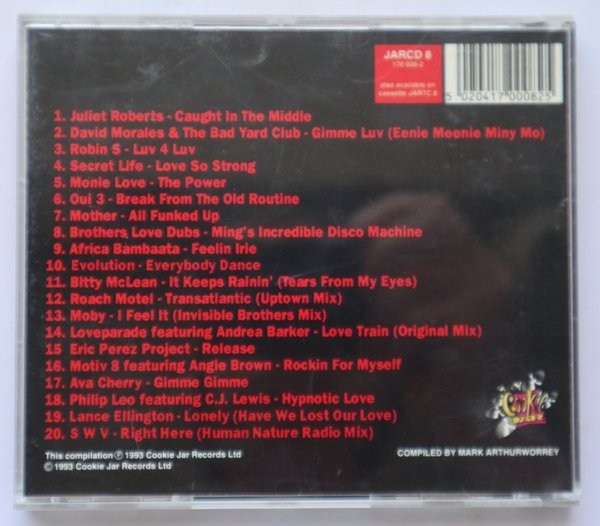 JARCD 8
170 008-2
also available on
cassette JARTC 8
5 020417 000825
1. Juliet Roberts - Caught In The Middle
2. David Morales & The Bad Yard Club - Gimme Luv (Eenie Meenie Miny Mo)
3. Robin S - Luv 4 Luv
4. Secret Life - Love So Strong
5. Monie Love - The Power
6. Oui 3 - Break From The Old Routine
7. Mother - All Funked Up
8. Brothers Love Dubs - Ming's Incredible Disco Machine
9. Africa Bambaata - Feelin Irie
10. Evolution - Everybody Dance
11. Bitty McLean - It Keeps Rainin' (Tears From My Eyes)
12. Roach Motel - Transatlantic (Uptown Mix)
13. Moby - I Feel It (Invisible Brothers Mix)
14. Loveparade featuring Andrea Barker - Love Train (Original Mix)
15 Eric Perez Project - Release
16. Motiv 8 featuring Angie Brown - Rockin For Myself
17. Ava Cherry - Gimme Gimme
18. Philip Leo featuring C.J. Lewis - Hypnotic Love
19. Lance Ellington - Lonely (Have We Lost Our Love)
20. S W V - Right Here (Human Nature Radio Mix)
Cookie
This compilation ℗ 1993 Cookie Jar Records Ltd
© 1993 Cookie Jar Records Ltd
COMPILED BY MARK ARTHURWORREY